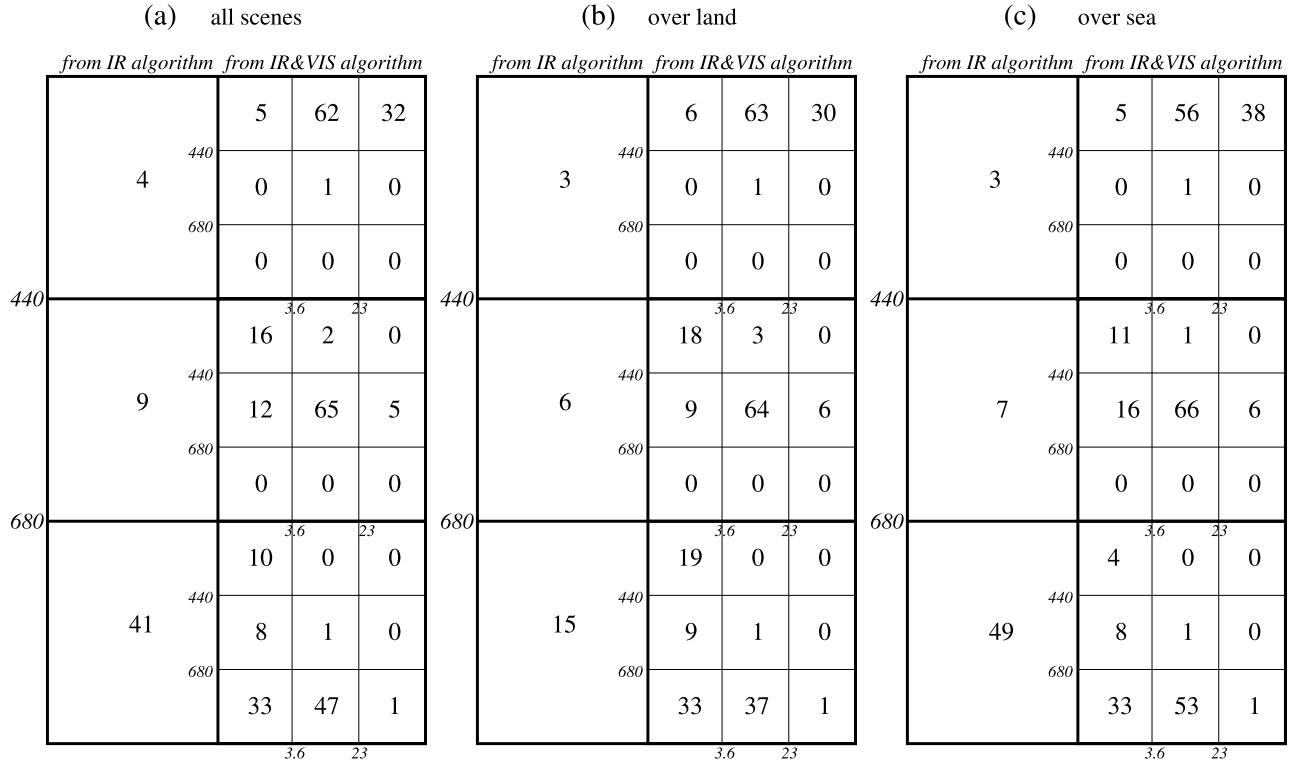 (a) all scenes (b) over land (c) over sea
from IR algorithm from IR&VIS algorithm from IR algorithm from IR&VIS algorithm from IR algorithm from IR&VIS algorithm
5 62 32 6 63 30 5 56 38
440 440 440
4 0 1 0 3 0 1 0 3 0 1 0
680 680 680
0 0 0 0 0 0 0 0 0
440 440 440
3.6 23 3.6 23 3.6 23
16 2 0 18 3 0 11 1 0
440 440 440
9 12 65 5 6 9 64 6 7 16 66 6
680 680 680
0 0 0 0 0 0 0 0 0
680 680 680
3.6 23 3.6 23 3.6 23
10 0 0 19 0 0 4 0 0
440 440 440
41 8 1 0 15 9 1 0 49 8 1 0
680 680 680
33 47 1 33 37 1 33 53 1
3.6 23 3.6 23 3.6 23